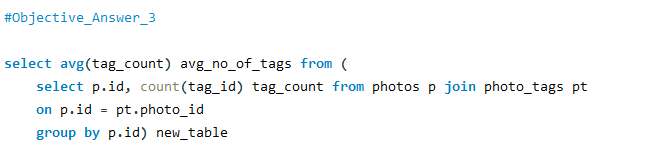 #Objective_Answer_3
select avg(tag_count) avg_no_of_tags from (
select p.id, count(tag_id) tag_count from photos p join photo_tags pt
on p.id = pt.photo_id
group by p.id) new_table